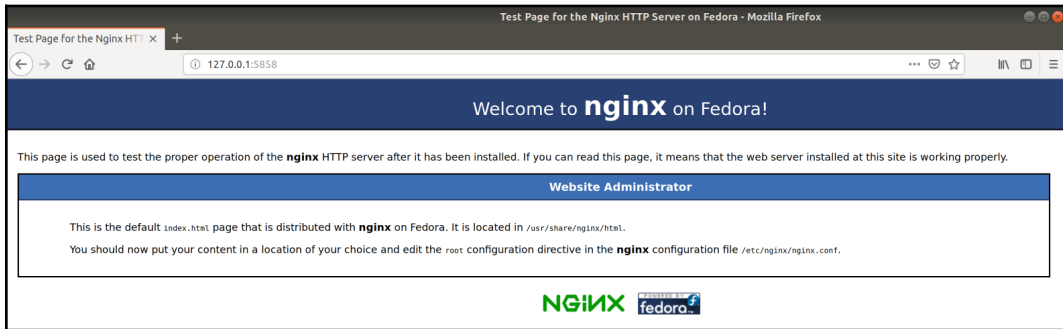 Test Page for the Nginx HTTP Server on Fedora - Mozilla Firefox
Test Page for the Nginx HTT
127.0.0.1:5858
Welcome to nginx on Fedora!
This page is used to test the proper operation of the nginx HTTP server after it has been installed. If you can read this page, it means that the web server installed at this site is working properly.
Website Administrator
This is the default index.html page that is distributed with nginx on Fedora. It is located in /usr/share/nginx/html.
You should now put your content in a location of your choice and edit the root configuration directive in the nginx configuration file /etc/nginx/nginx.conf.
NGiNX
POWERED BY
fedora